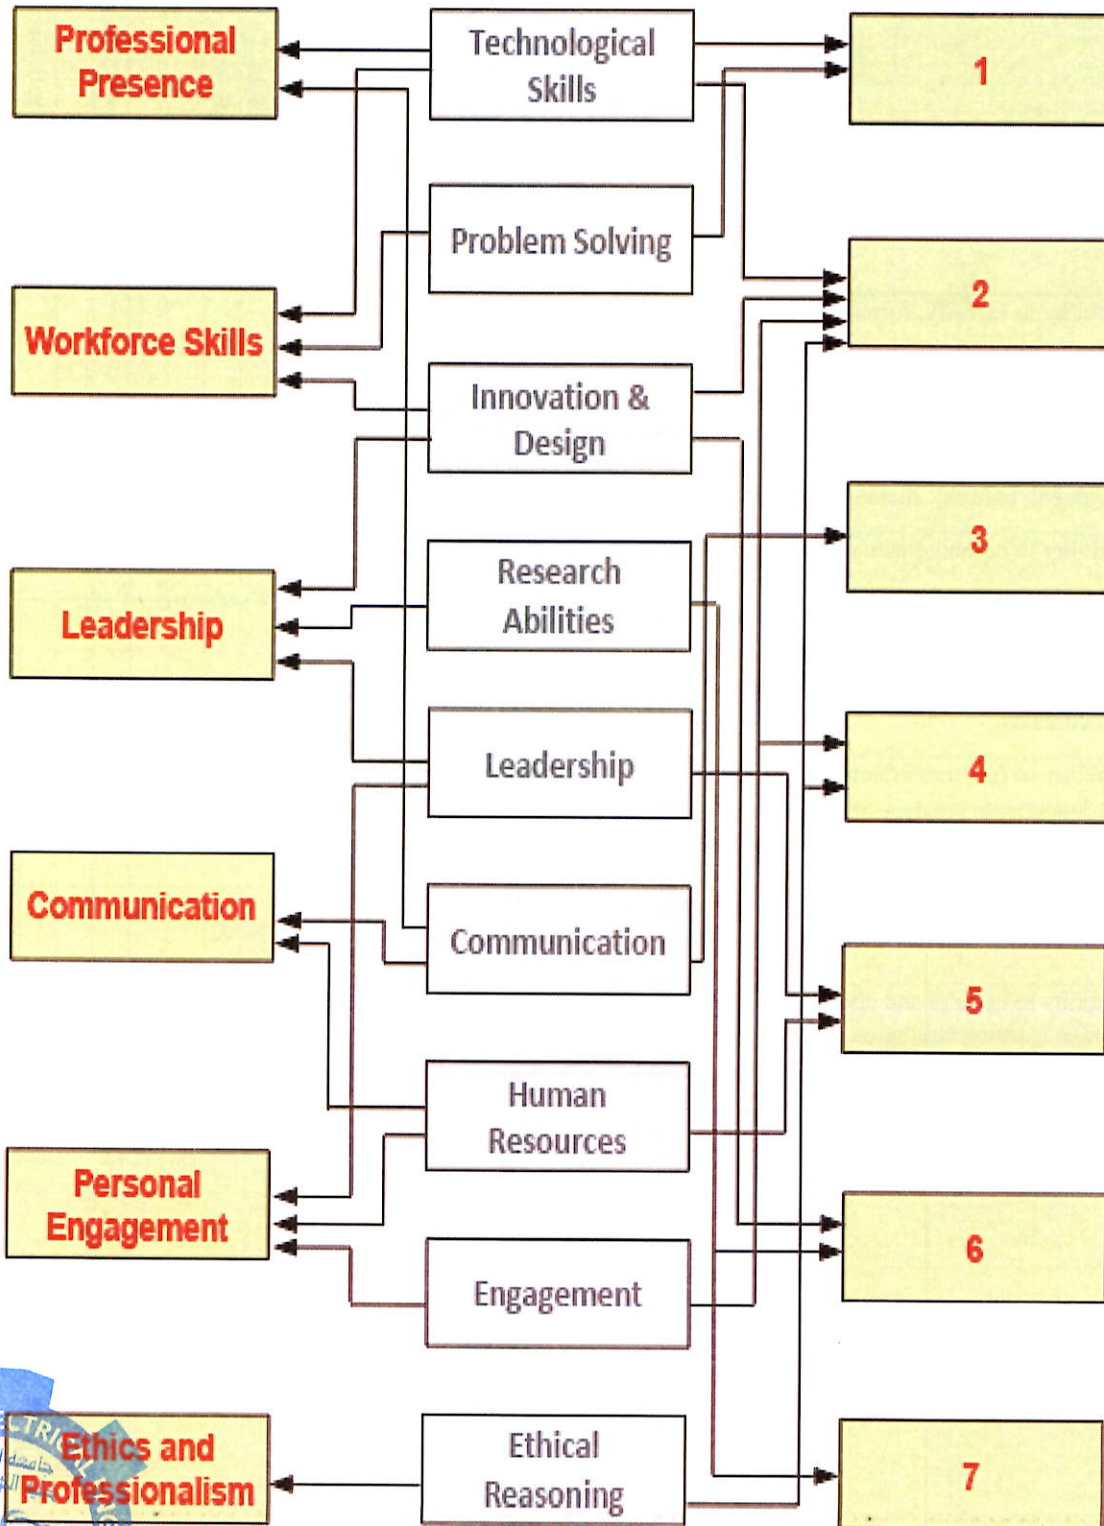 Professional
Presence
Technological
Skills
1
Problem Solving
2
Workforce Skills
Innovation &
Design
3
Research
Abilities
Leadership
Leadership
4
Communication
Communication
5
Human
Resources
Personal
Engagement
6
Engagement
Ethics and
Professionalism
Ethical
Reasoning
7